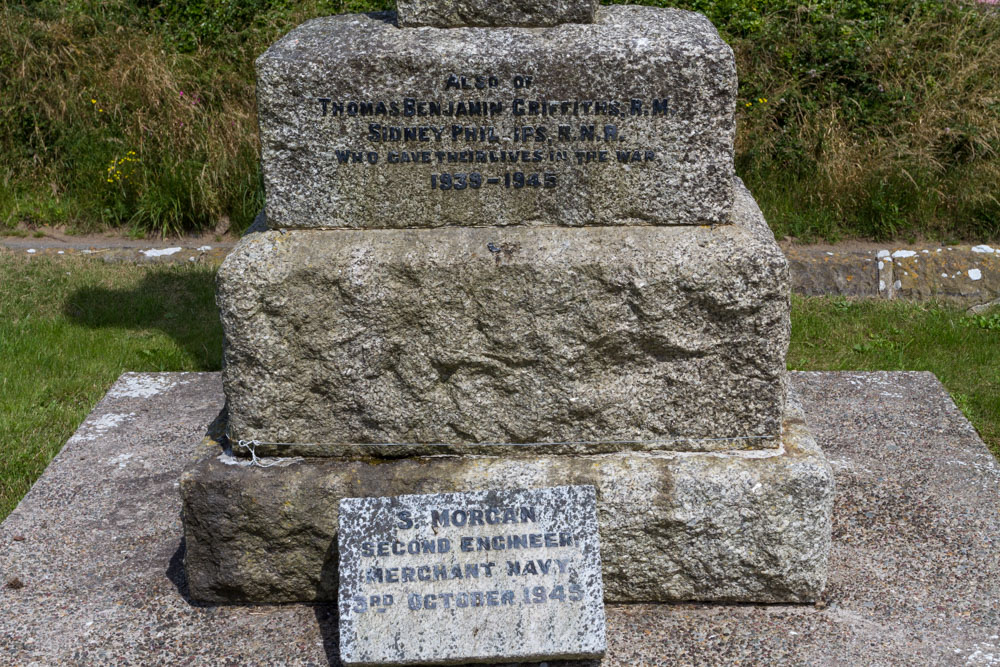 ALSO OF
THOMAS BENJAMIN GRIFFITHS, R.M.
SIDNEY PHILLIPS, R.N.R.
WHO GAVE THEIR LIVES IN THE WAR
1939-1945
S. MORGAN
SECOND ENGINEER
MERCHANT NAVY.
3RD OCTOBER 1945